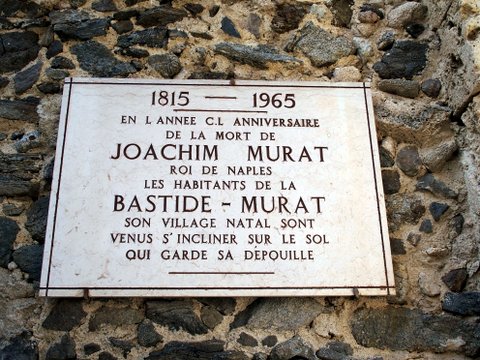 1815 — 1965
EN L ANNEE C.L ANNIVERSAIRE
DE LA MORT DE
JOACHIM MURAT
ROI DE NAPLES
LES HABITANTS DE LA
BASTIDE - MURAT
SON VILLAGE NATAL SONT
VENUS S'INCLINER SUR LE SOL
QUI GARDE SA DÉPOUILLE